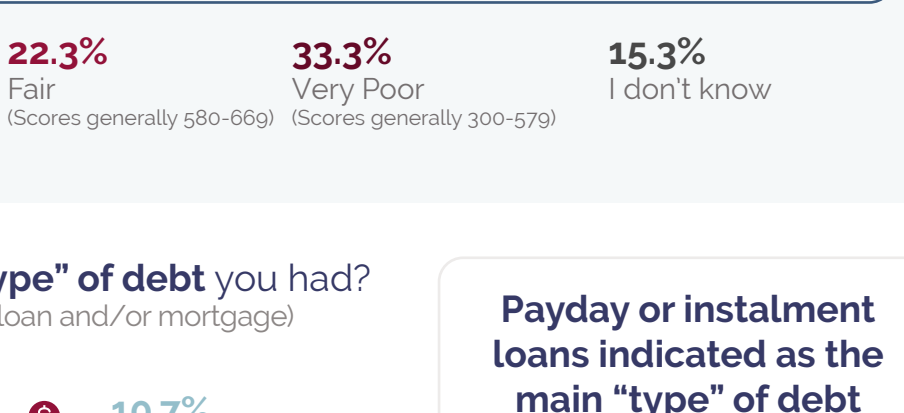 22.3% 33.3% 15.3%
Fair Very Poor I don't know
(Scores generally 580-669) (Scores generally 300-579)
ype” of debt you had?
loan and/or mortgage)
10.7%
Payday or instalment
loans indicated as the
main “type” of debt